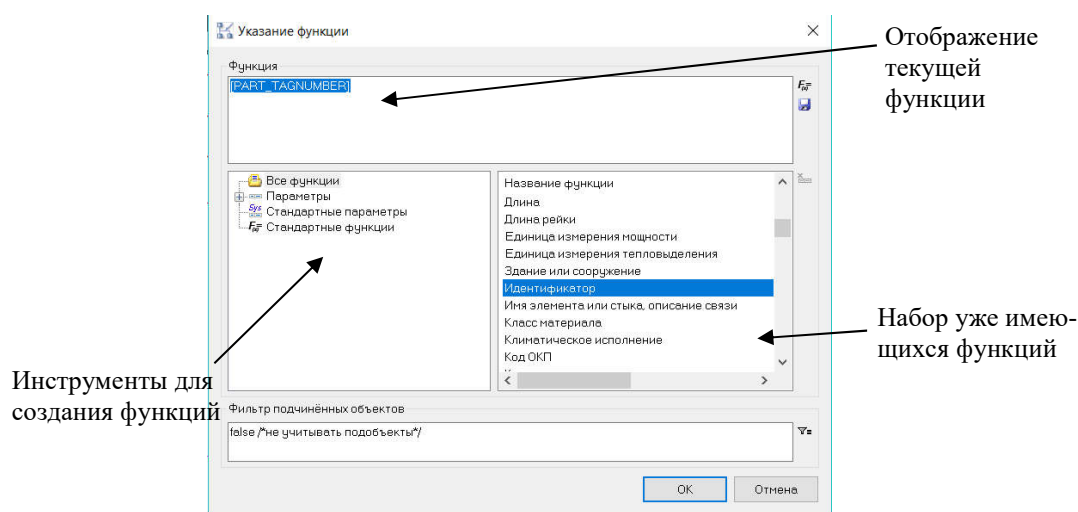 Указание функции
Отображение
текущей
функции
Функция
[PART_TAGNUMBER]
Все функции
Параметры
Стандартные параметры
Стандартные функции
Название функции
Длина
Длина рейки
Единица измерения мощности
Единица измерения тепловыделения
Здание или сооружение
Идентификатор
Имя элемента или стыка, описание связи
Класс материала
Климатическое исполнение
Код ОКП
Набор уже имею-
щихся функций
Инструменты для
создания функций
Фильтр подчинённых объектов
false /*не учитывать подобъекты*/
ОК
Отмена